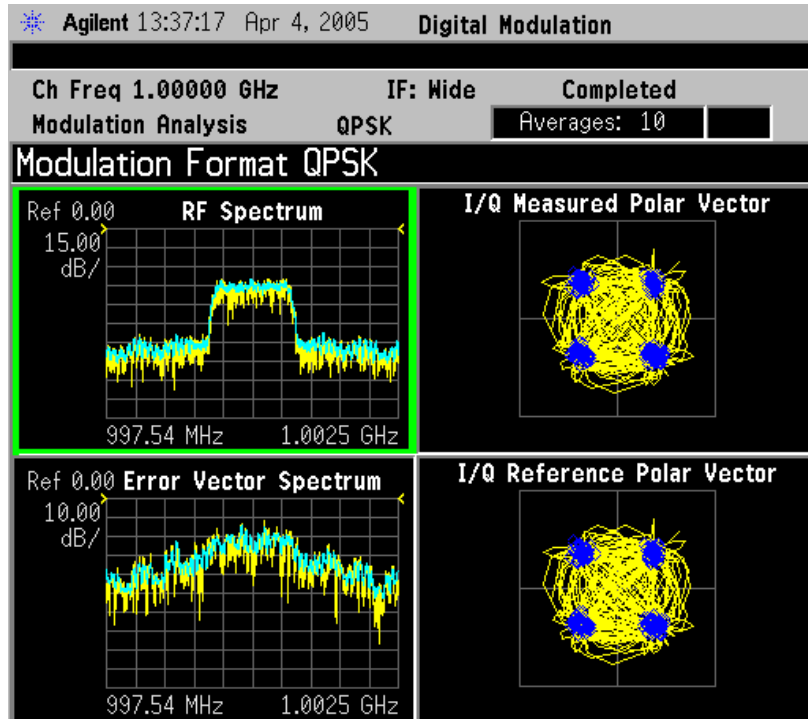 Agilent 13:37:17 Apr 4, 2005 Digital Modulation
Ch Freq 1.00000 GHz IF: Wide Completed
Modulation Analysis QPSK Averages: 10
Modulation Format QPSK
Ref 0.00 RF Spectrum
15.00
dB/
997.54 MHz 1.0025 GHz
I/Q Measured Polar Vector
Ref 0.00 Error Vector Spectrum
10.00
dB/
997.54 MHz 1.0025 GHz
I/Q Reference Polar Vector